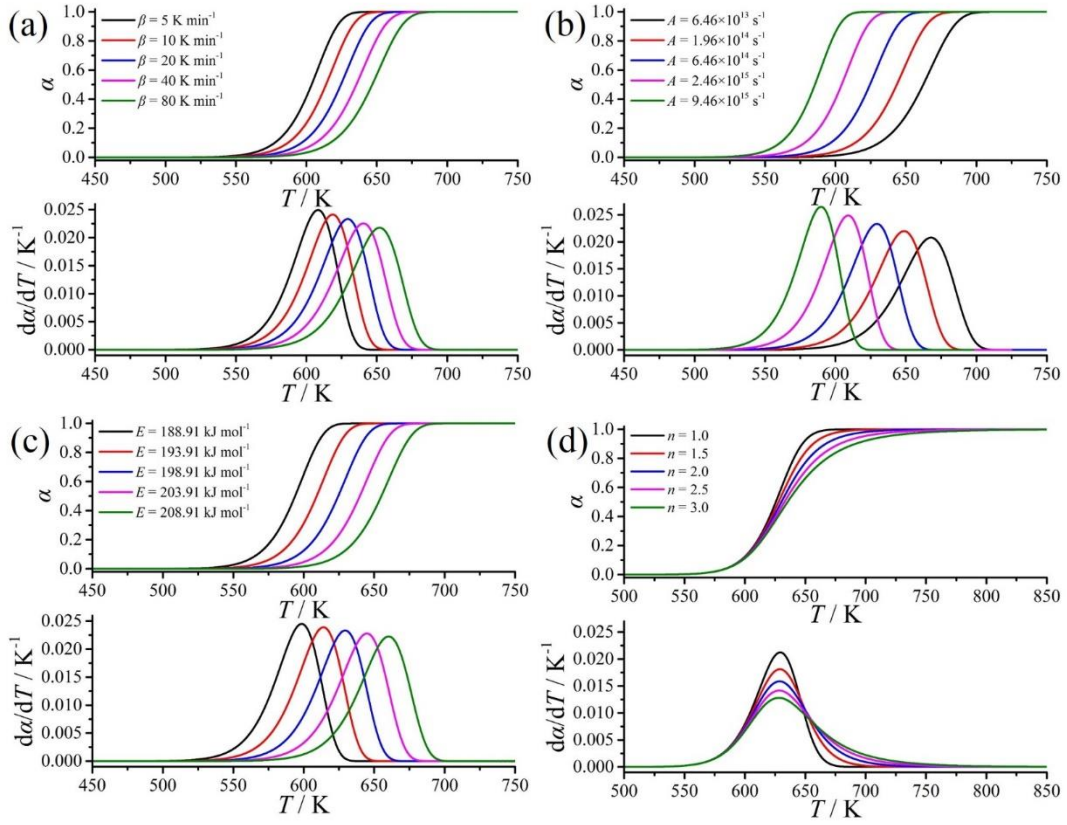 (a)
1.0
0.8
0.6
0.4
0.2
0.0
α
β = 5 K min⁻¹
β = 10 K min⁻¹
β = 20 K min⁻¹
β = 40 K min⁻¹
β = 80 K min⁻¹
450 500 550 600 650 700 750
T / K
0.025
0.020
0.015
0.010
0.005
0.000
dα/dT / K⁻¹
450 500 550 600 650 700 750
T / K
(b)
1.0
0.8
0.6
0.4
0.2
0.0
α
A = 6.46×10¹³ s⁻¹
A = 1.96×10¹⁴ s⁻¹
A = 6.46×10¹⁴ s⁻¹
A = 2.46×10¹⁵ s⁻¹
A = 9.46×10¹⁵ s⁻¹
450 500 550 600 650 700 750
T / K
0.025
0.020
0.015
0.010
0.005
0.000
dα/dT / K⁻¹
450 500 550 600 650 700 750
T / K
(c)
1.0
0.8
0.6
0.4
0.2
0.0
α
E = 188.91 kJ mol⁻¹
E = 193.91 kJ mol⁻¹
E = 198.91 kJ mol⁻¹
E = 203.91 kJ mol⁻¹
E = 208.91 kJ mol⁻¹
450 500 550 600 650 700 750
T / K
0.025
0.020
0.015
0.010
0.005
0.000
dα/dT / K⁻¹
450 500 550 600 650 700 750
T / K
(d)
1.0
0.8
0.6
0.4
0.2
0.0
α
n = 1.0
n = 1.5
n = 2.0
n = 2.5
n = 3.0
500 550 600 650 700 750 800 850
T / K
0.025
0.020
0.015
0.010
0.005
0.000
dα/dT / K⁻¹
500 550 600 650 700 750 800 850
T / K